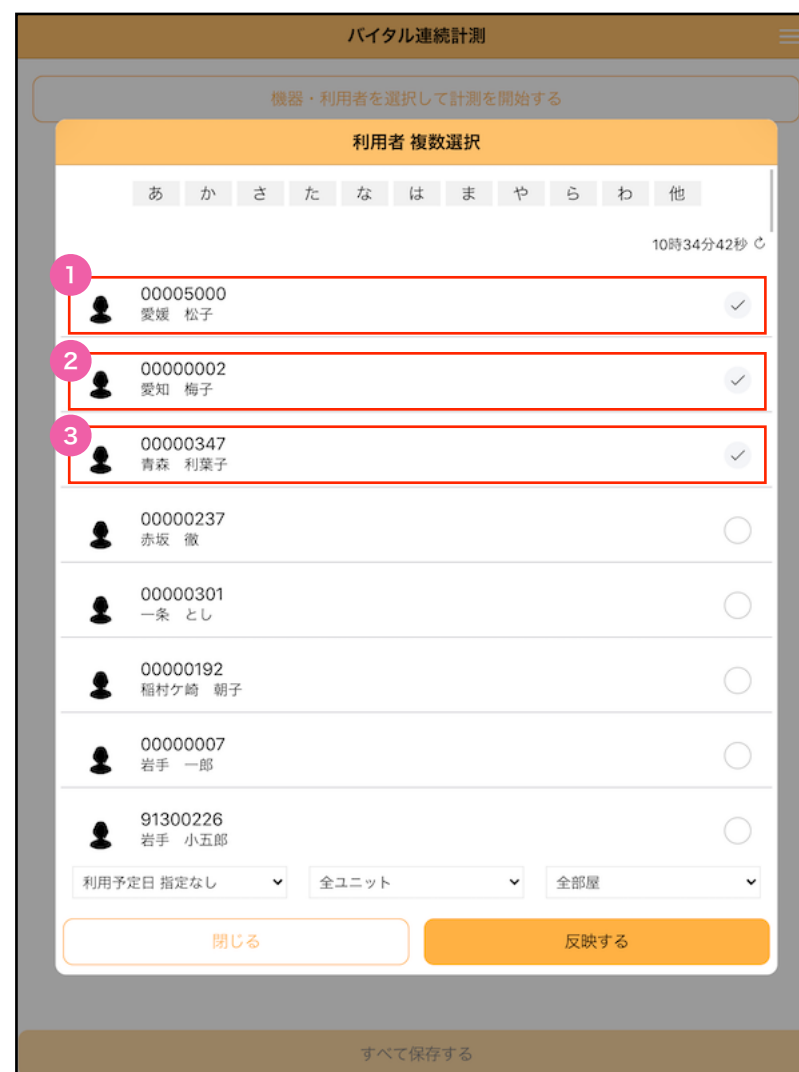 バイタル連続計測
機器・利用者を選択して計測を開始する
利用者 複数選択
あ か さ た な は ま や ら わ 他
10時34分42秒
1
00005000
愛媛 松子
2
00000002
愛知 梅子
3
00000347
青森 利葉子
00000237
赤坂 徹
00000301
一条 とし
00000192
稲村ケ崎 朝子
00000007
岩手 一郎
91300226
岩手 小五郎
利用予定日 指定なし 全ユニット 全部屋
閉じる 反映する
すべて保存する